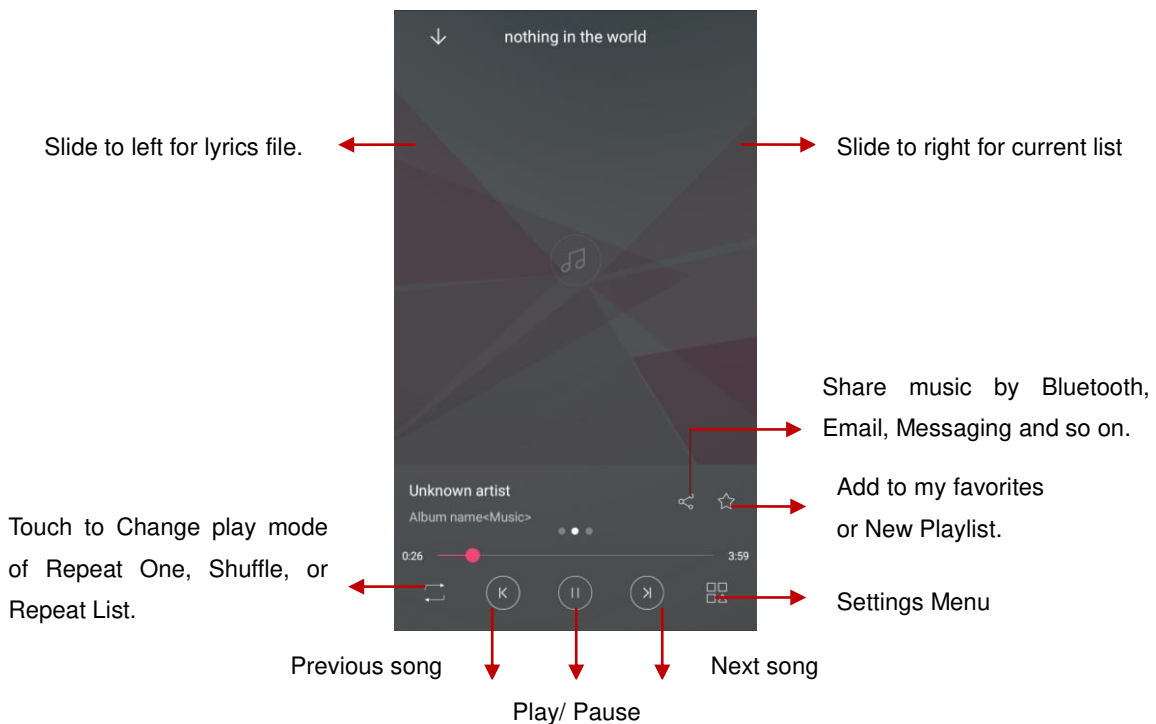 nothing in the world
Slide to left for lyrics file.
Slide to right for current list
Share music by Bluetooth,
Email, Messaging and so on.
Unknown artist
Album name<Music>
Add to my favorites
or New Playlist.
Touch to Change play mode
of Repeat One, Shuffle, or
Repeat List.
0:26
3:59
Settings Menu
Previous song
Next song
Play/ Pause